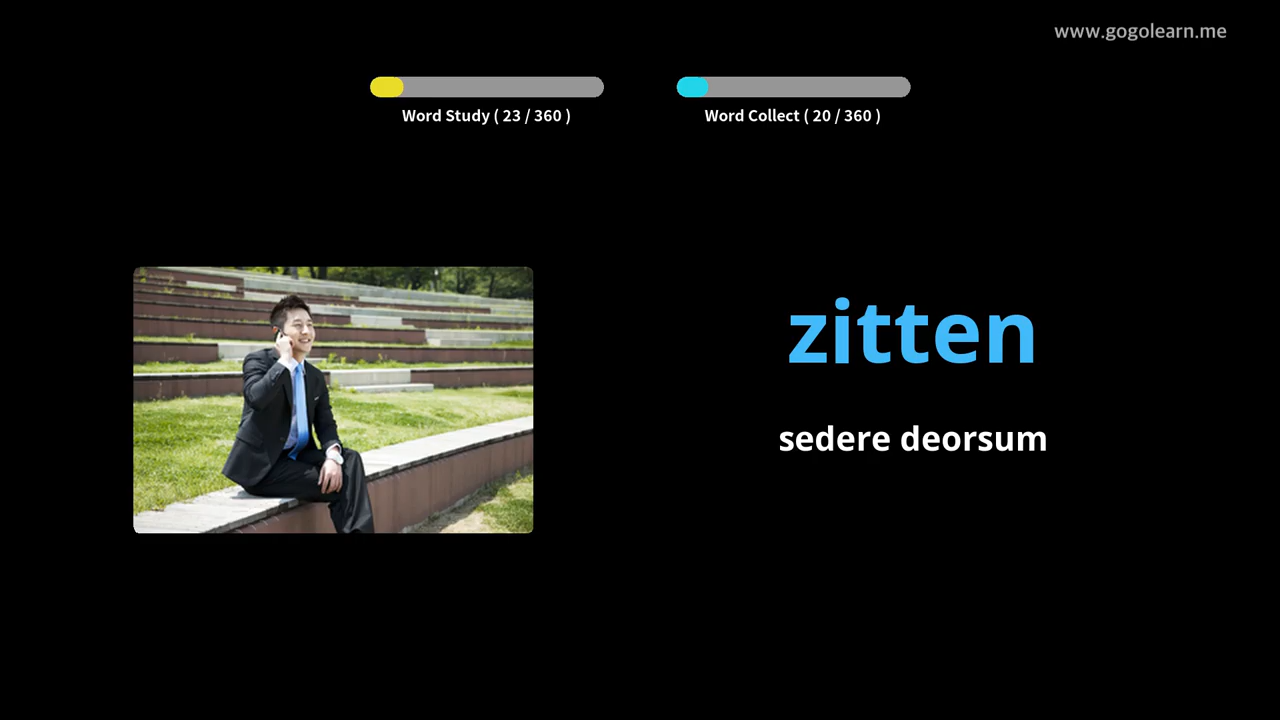 www.gogolearn.me
Word Study ( 23 / 360 )
Word Collect ( 20 / 360 )
zitten
sedere deorsum